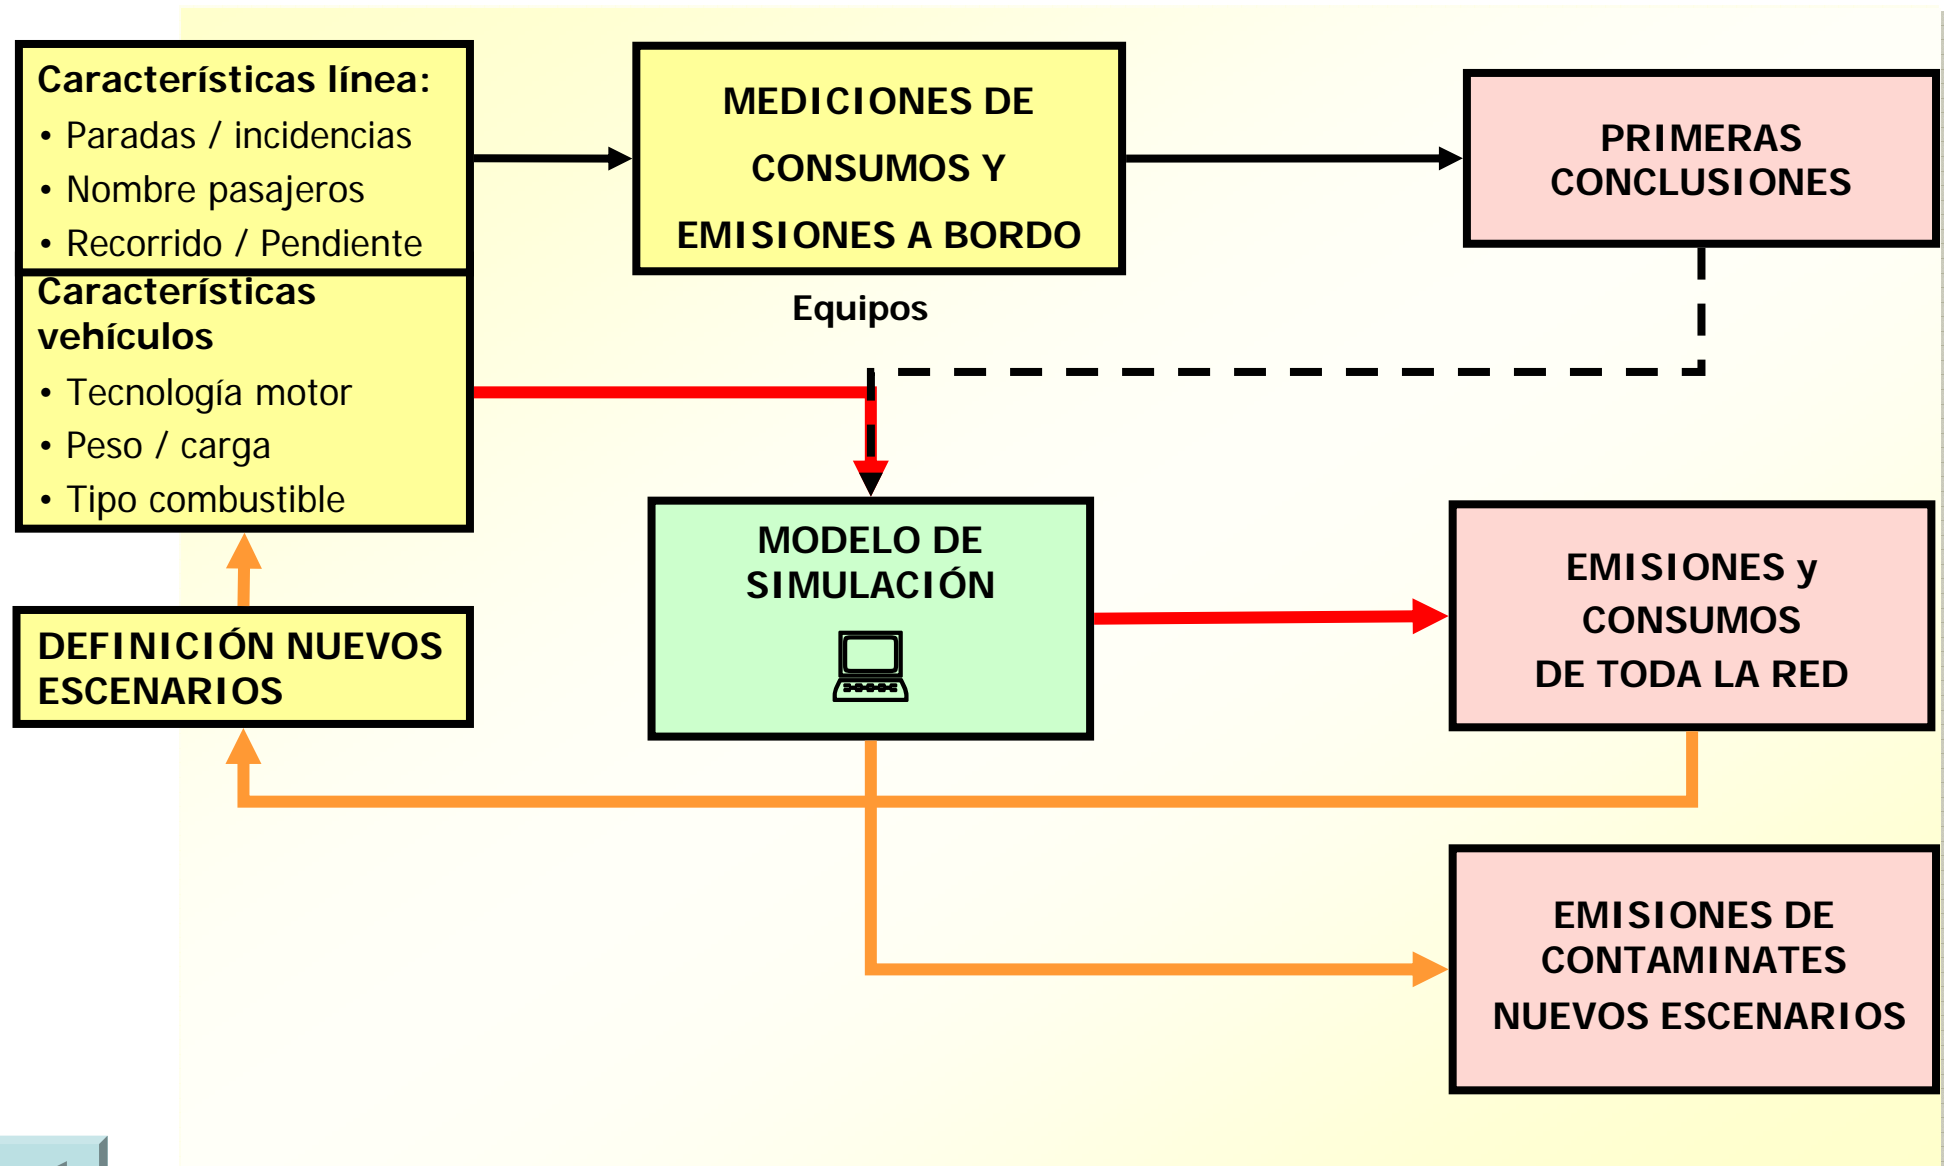 Características línea:
• Paradas / incidencias
• Nombre pasajeros
• Recorrido / Pendiente
Características
vehículos
• Tecnología motor
• Peso / carga
• Tipo combustible
DEFINICIÓN NUEVOS
ESCENARIOS
MEDICIONES DE
CONSUMOS Y
EMISIONES A BORDO
Equipos
PRIMERAS
CONCLUSIONES
MODELO DE
SIMULACIÓN
EMISIONES y
CONSUMOS
DE TODA LA RED
EMISIONES DE
CONTAMINATES
NUEVOS ESCENARIOS